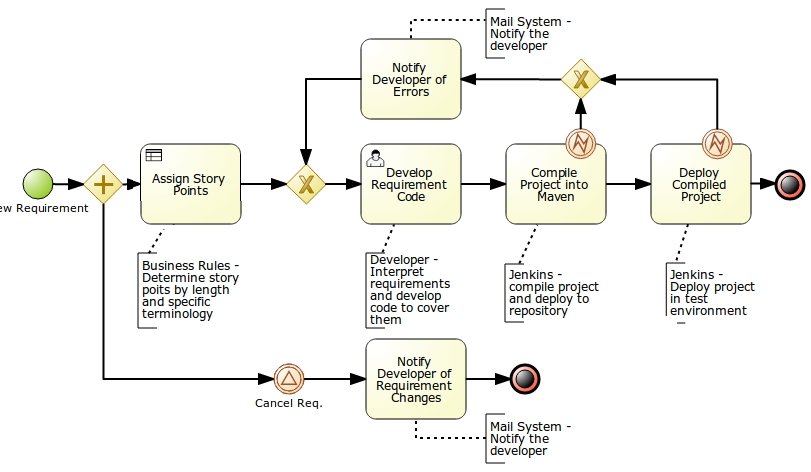 Mail System -
Notify the
developer
Notify
Developer of
Errors
X
Assign Story
Points
X
Develop
Requirement
Code
Compile
Project into
Maven
Deploy
Compiled
Project
ew Requirement
Business Rules -
Determine story
poits by length
and specific
terminology
Developer -
Interpret
requirements
and develop
code to cover
them
Jenkins -
compile project
and deploy to
repository
Jenkins -
Deploy project
in test
environment
Cancel Req.
Notify
Developer of
Requirement
Changes
Mail System -
Notify the
developer